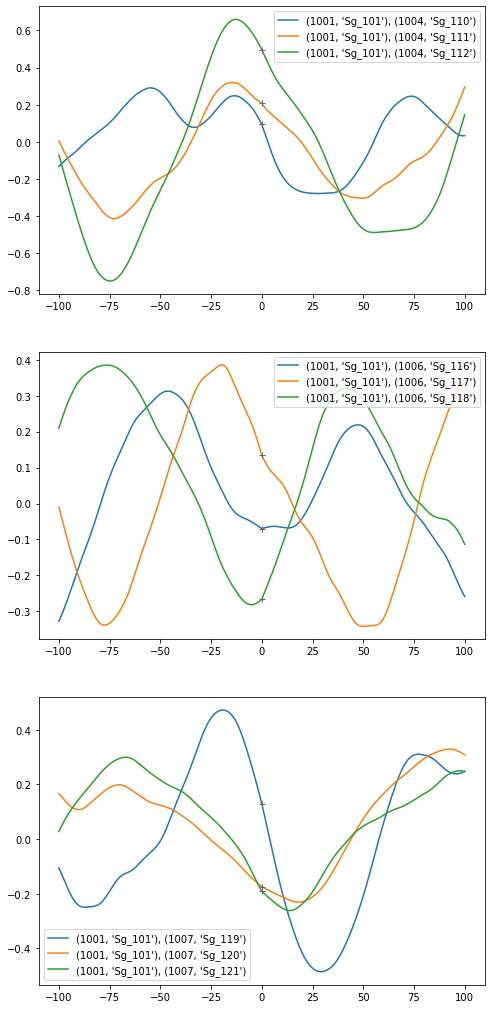 (1001, 'Sg_101'), (1004, 'Sg_110')
(1001, 'Sg_101'), (1004, 'Sg_111')
(1001, 'Sg_101'), (1004, 'Sg_112')
0.6
0.4
0.2
0.0
−0.2
−0.4
−0.6
−0.8
−100 −75 −50 −25 0 25 50 75 100
(1001, 'Sg_101'), (1006, 'Sg_116')
(1001, 'Sg_101'), (1006, 'Sg_117')
(1001, 'Sg_101'), (1006, 'Sg_118')
0.4
0.3
0.2
0.1
0.0
−0.1
−0.2
−0.3
−100 −75 −50 −25 0 25 50 75 100
0.4
0.2
0.0
−0.2
−0.4
(1001, 'Sg_101'), (1007, 'Sg_119')
(1001, 'Sg_101'), (1007, 'Sg_120')
(1001, 'Sg_101'), (1007, 'Sg_121')
−100 −75 −50 −25 0 25 50 75 100